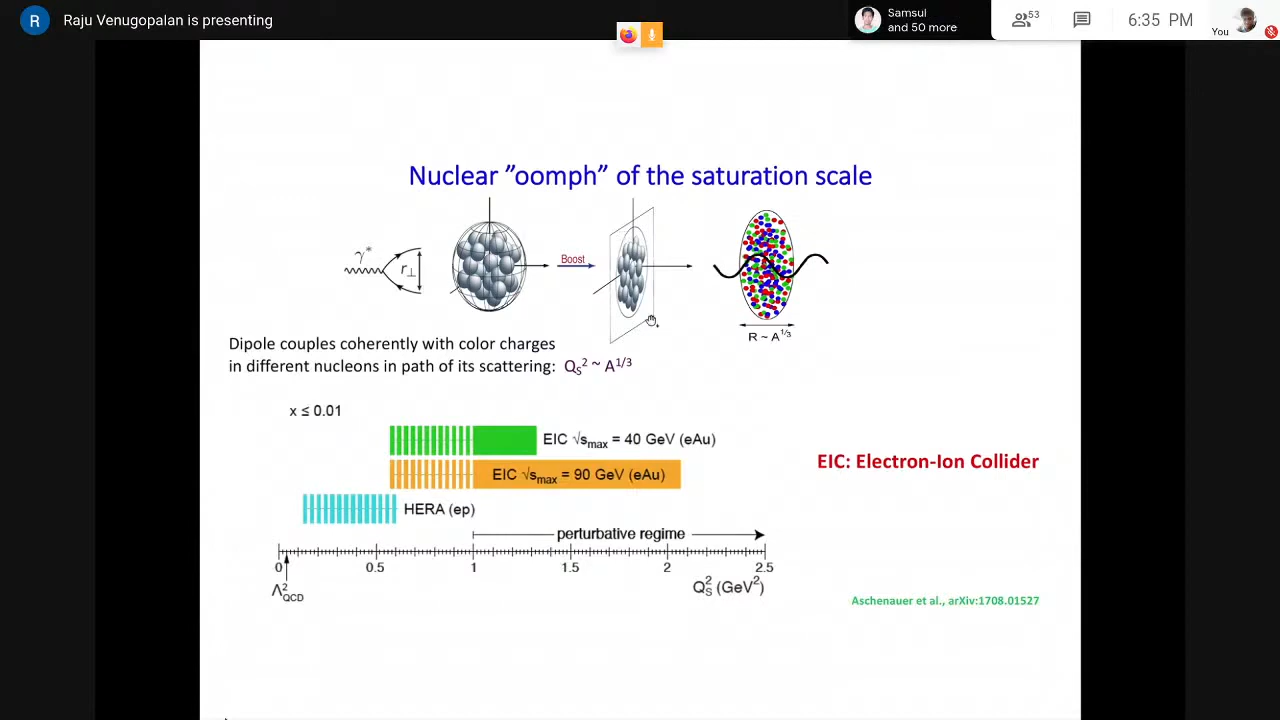 R Raju Venugopalan is presenting
Samsul
and 50 more
53
6:35 PM
You
Nuclear ”oomph” of the saturation scale
γ*
r⊥
Boost
R ~ A^1/3
Dipole couples coherently with color charges
in different nucleons in path of its scattering: Q_S^2 ~ A^1/3
x ≤ 0.01
EIC √s_max = 40 GeV (eAu)
EIC √s_max = 90 GeV (eAu)
EIC: Electron-Ion Collider
HERA (ep)
perturbative regime
0 0.5 1 1.5 2 2.5
Λ²_QCD
Q_S^2 (GeV²)
Aschenauer et al., arXiv:1708.01527